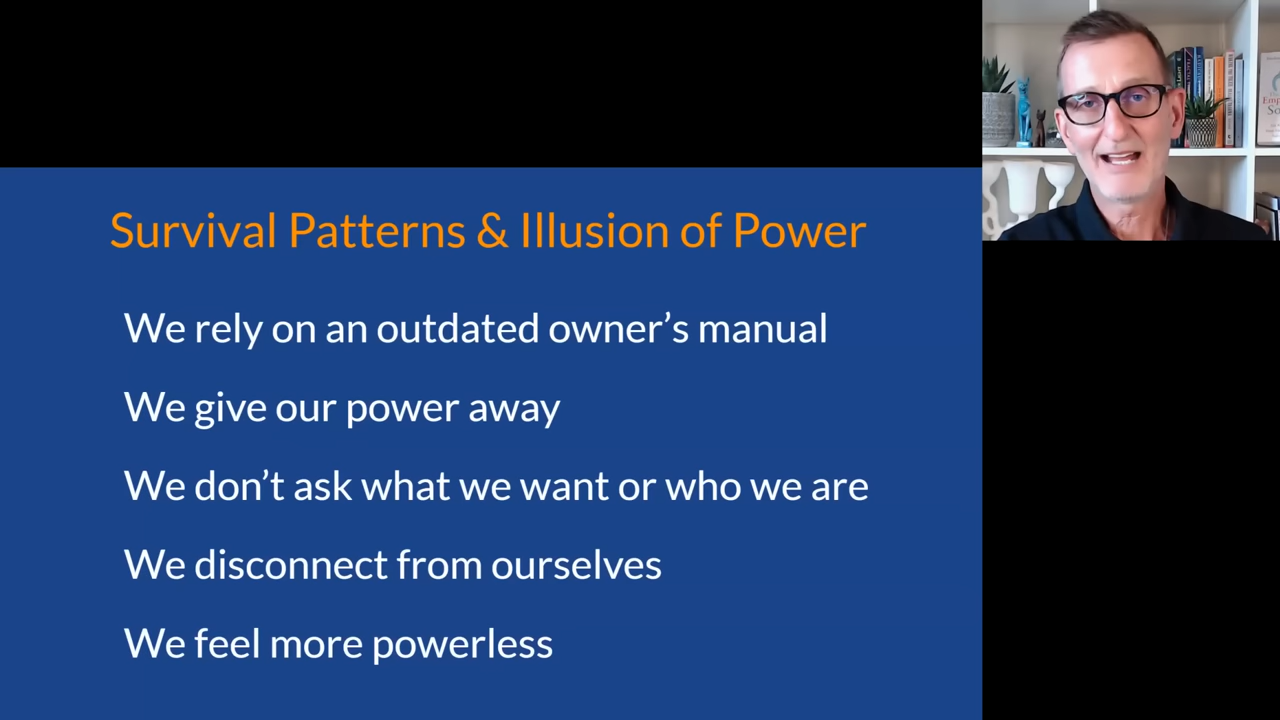 Survival Patterns & Illusion of Power
We rely on an outdated owner’s manual
We give our power away
We don’t ask what we want or who we are
We disconnect from ourselves
We feel more powerless